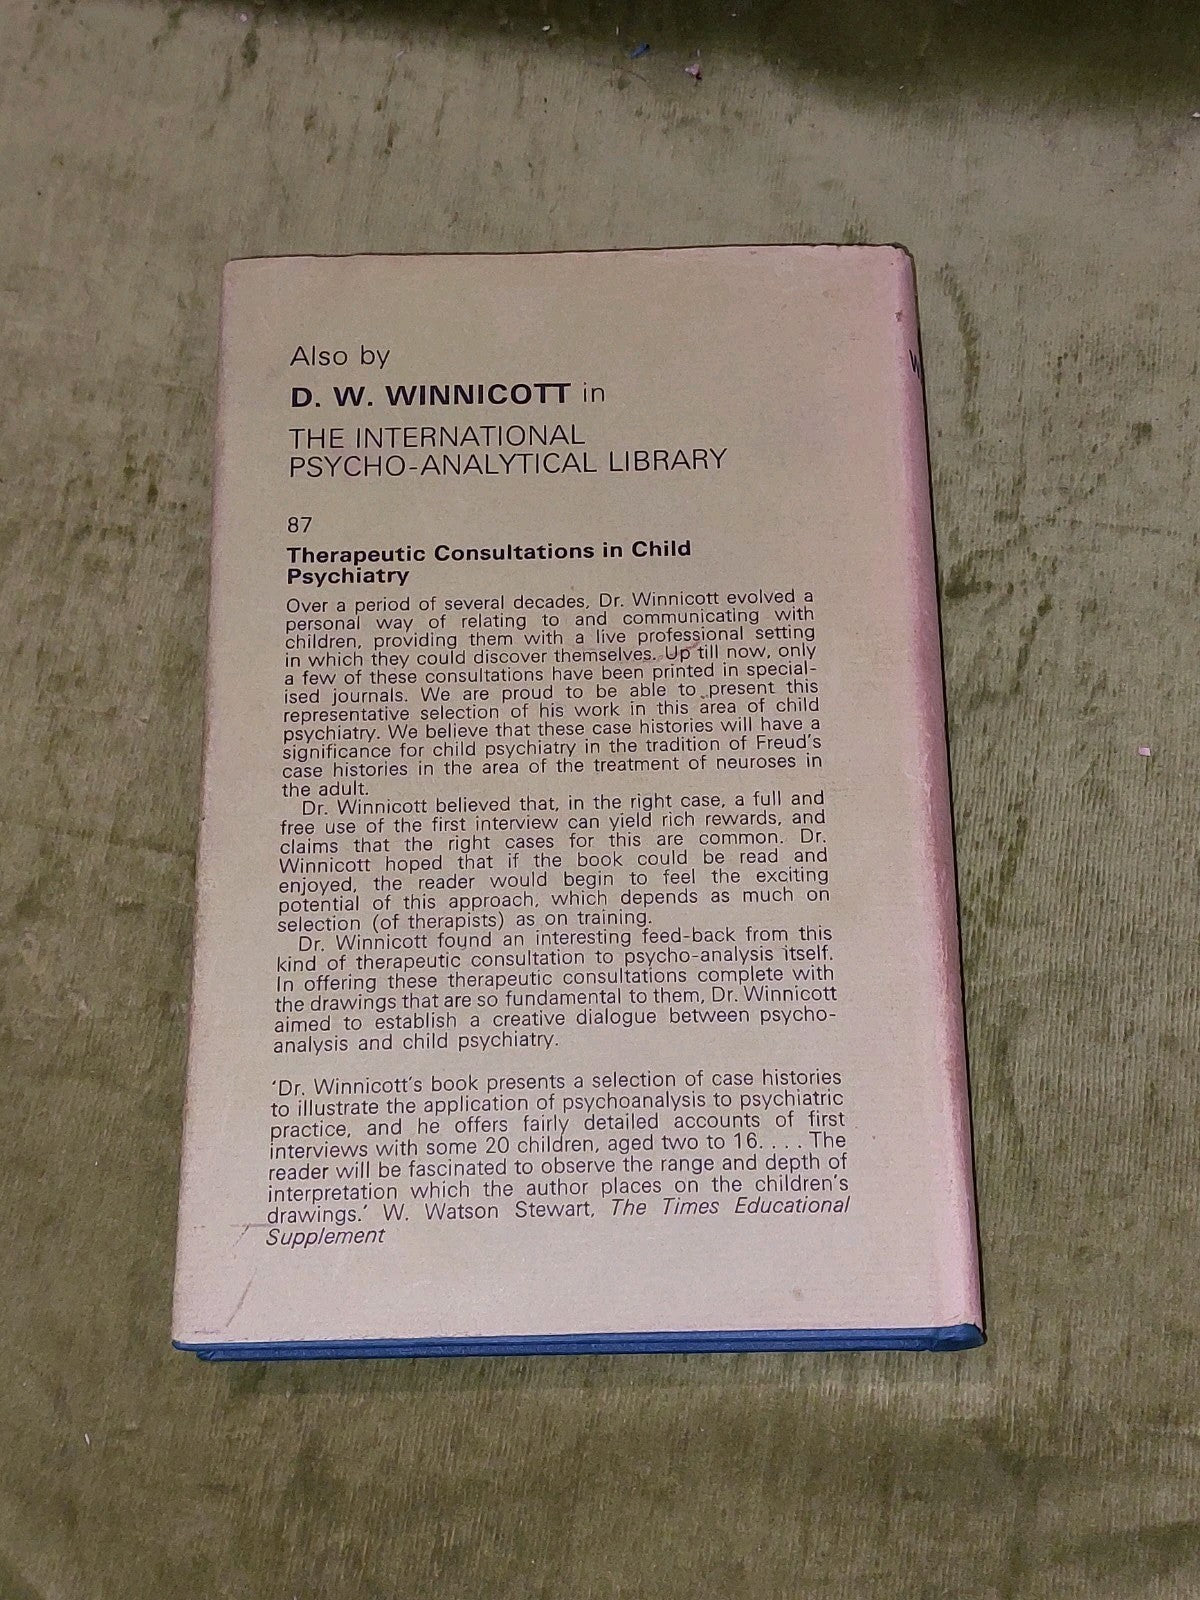 Also by
D. W. WINNICOTT in
THE INTERNATIONAL
PSYCHO-ANALYTICAL LIBRARY
87
Therapeutic Consultations in Child
Psychiatry
Over a period of several decades, Dr. Winnicott evolved a
personal way of relating to and communicating with
children, providing them with a live professional setting
in which they could discover themselves. Up till now, only
a few of these consultations have been printed in special-
ised journals. We are proud to be able to present this
representative selection of his work in this area of child
psychiatry. We believe that these case histories will have a
significance for child psychiatry in the tradition of Freud's
case histories in the area of the treatment of neuroses in
the adult.
Dr. Winnicott believed that, in the right case, a full and
free use of the first interview can yield rich rewards, and
claims that the right cases for this are common. Dr.
Winnicott hoped that if the book could be read and
enjoyed, the reader would begin to feel the exciting
potential of this approach, which depends as much on
selection (of therapists) as on training.
Dr. Winnicott found an interesting feed-back from this
kind of therapeutic consultation to psycho-analysis itself.
In offering these therapeutic consultations complete with
the drawings that are so fundamental to them, Dr. Winnicott
aimed to establish a creative dialogue between psycho-
analysis and child psychiatry.
'Dr. Winnicott's book presents a selection of case histories
to illustrate the application of psychoanalysis to psychiatric
practice, and he offers fairly detailed accounts of first
interviews with some 20 children, aged two to 16. . . . The
reader will be fascinated to observe the range and depth of
interpretation which the author places on the children's
drawings.' W. Watson Stewart, The Times Educational
Supplement